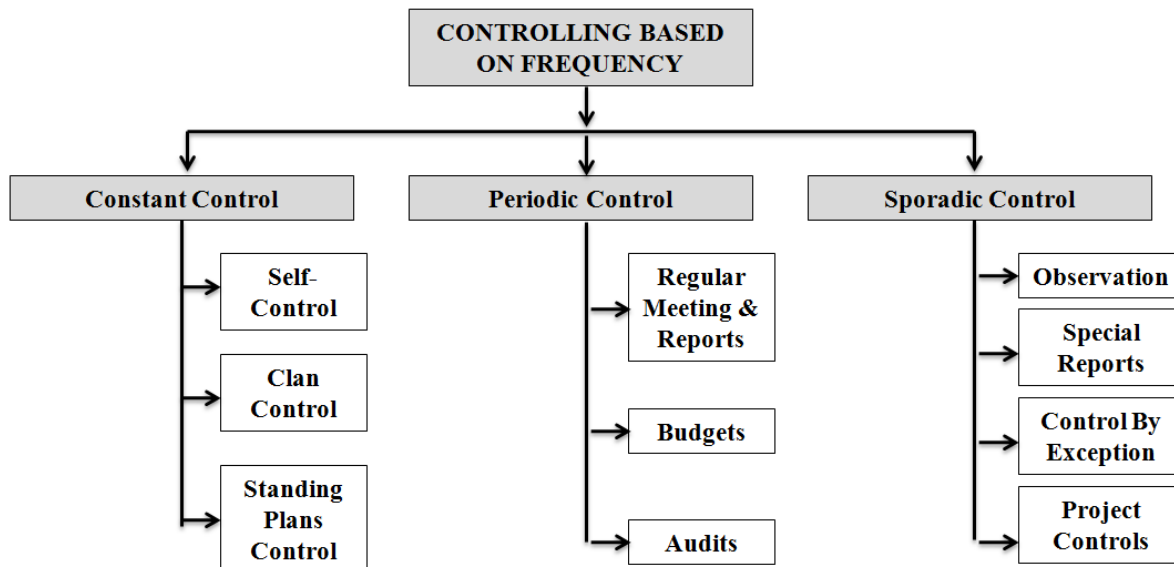 CONTROLLING BASED
ON FREQUENCY
Constant Control
Self-
Control
Clan
Control
Standing
Plans
Control
Periodic Control
Regular
Meeting &
Reports
Budgets
Audits
Sporadic Control
Observation
Special
Reports
Control By
Exception
Project
Controls